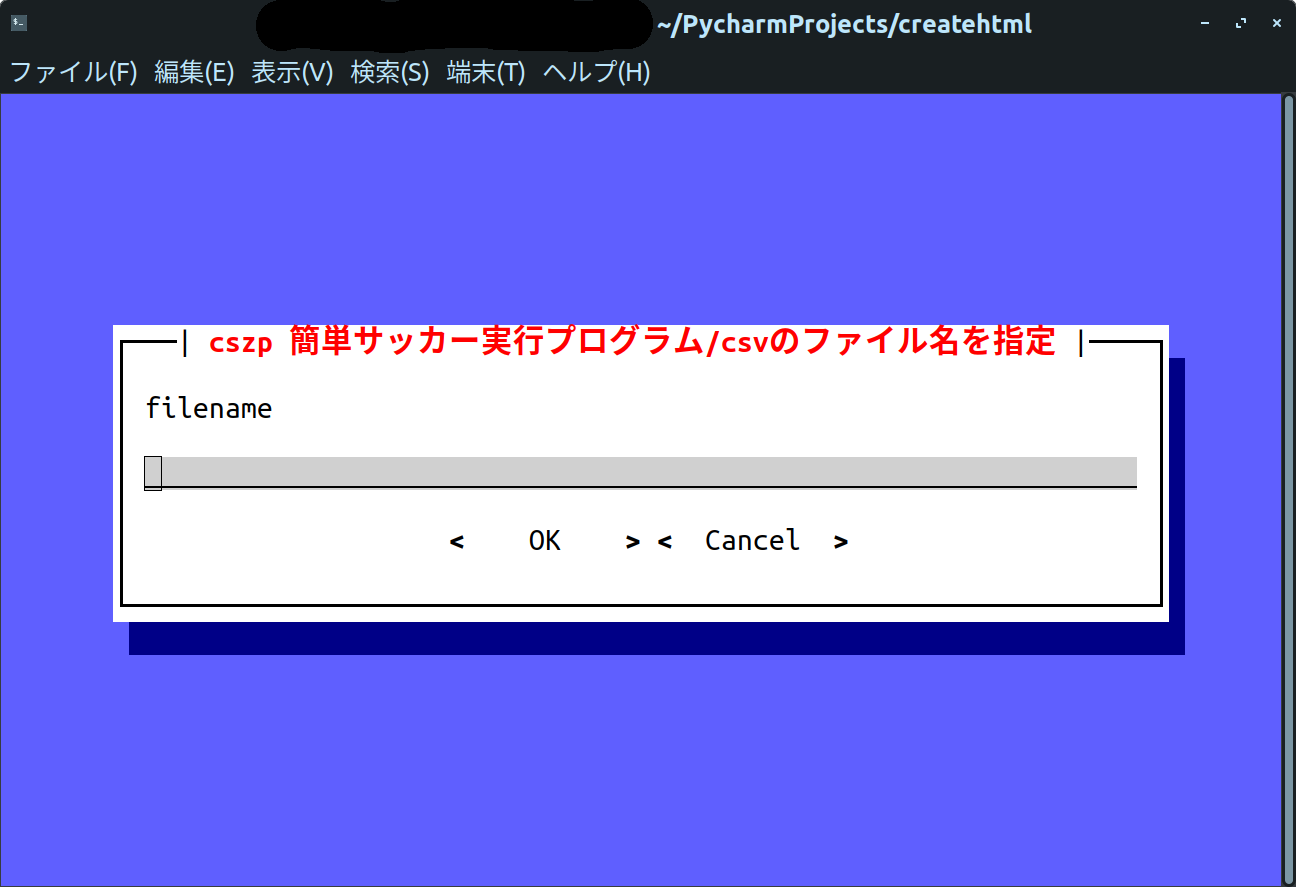 ~/PycharmProjects/createhtml
ファイル(F) 編集(E) 表示(V) 検索(S) 端末(T) ヘルプ(H)
| cszp 簡単サッカー実行プログラム/csvのファイル名を指定 |
filename
< OK > < Cancel >